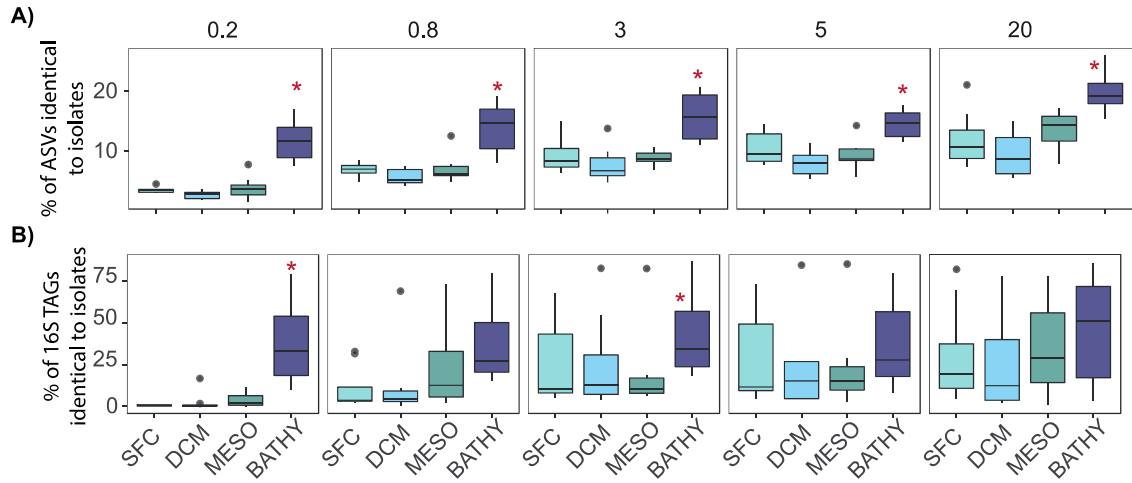 A)
0.2 0.8 3 5 20
% of ASVs identical
to isolates
20
10
* * * * *
B)
% of 16S TAGs
identical to isolates
75
50
25
0
* *
SFC DCM MESO BATHY SFC DCM MESO BATHY SFC DCM MESO BATHY SFC DCM MESO BATHY SFC DCM MESO BATHY